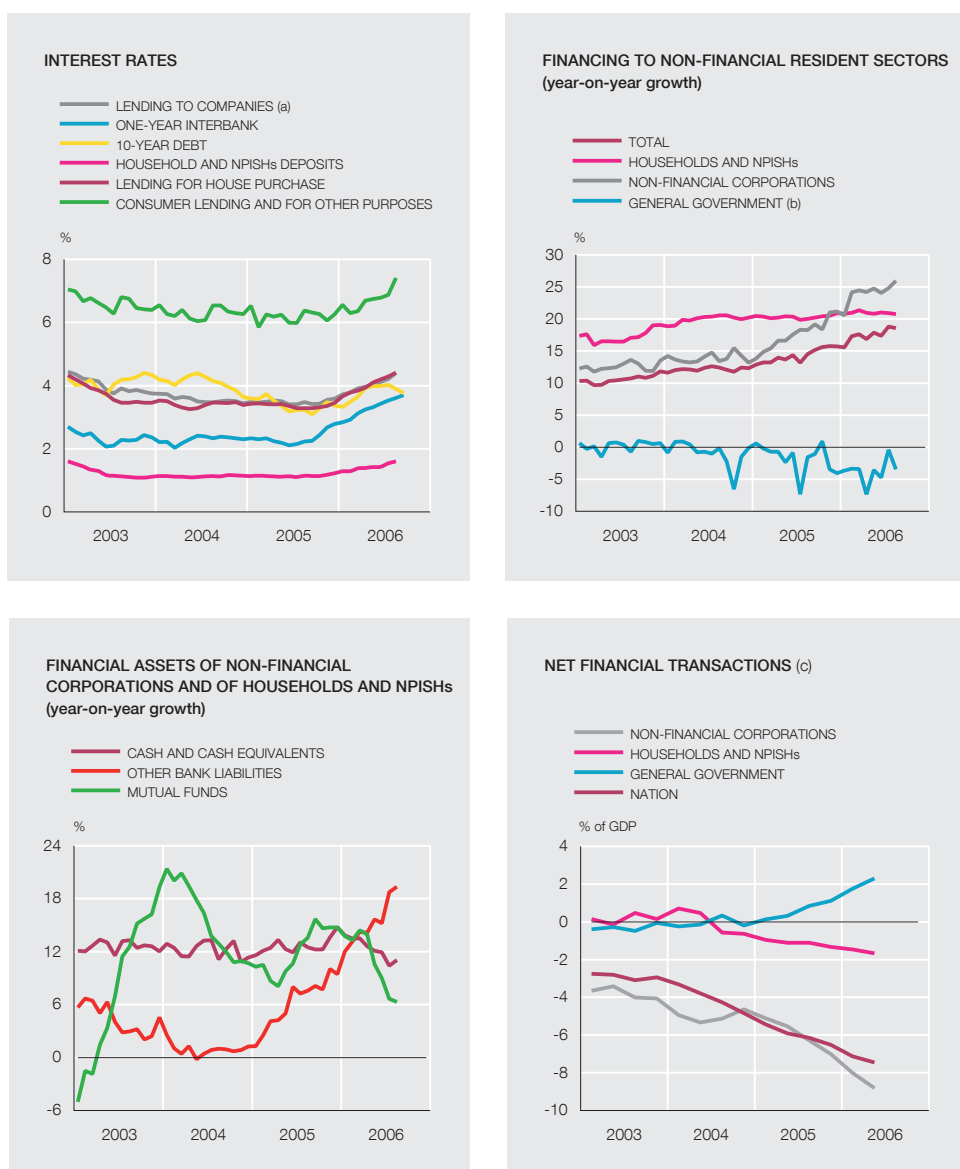 INTEREST RATES
LENDING TO COMPANIES (a)
ONE-YEAR INTERBANK
10-YEAR DEBT
HOUSEHOLD AND NPISHs DEPOSITS
LENDING FOR HOUSE PURCHASE
CONSUMER LENDING AND FOR OTHER PURPOSES
%
8
6
4
2
0
2003 2004 2005 2006
FINANCING TO NON-FINANCIAL RESIDENT SECTORS
(year-on-year growth)
TOTAL
HOUSEHOLDS AND NPISHs
NON-FINANCIAL CORPORATIONS
GENERAL GOVERNMENT (b)
%
30
25
20
15
10
5
0
-5
-10
2003 2004 2005 2006
FINANCIAL ASSETS OF NON-FINANCIAL
CORPORATIONS AND OF HOUSEHOLDS AND NPISHs
(year-on-year growth)
CASH AND CASH EQUIVALENTS
OTHER BANK LIABILITIES
MUTUAL FUNDS
%
24
18
12
6
0
-6
2003 2004 2005 2006
NET FINANCIAL TRANSACTIONS (c)
NON-FINANCIAL CORPORATIONS
HOUSEHOLDS AND NPISHs
GENERAL GOVERNMENT
NATION
% of GDP
4
2
0
-2
-4
-6
-8
-10
2003 2004 2005 2006